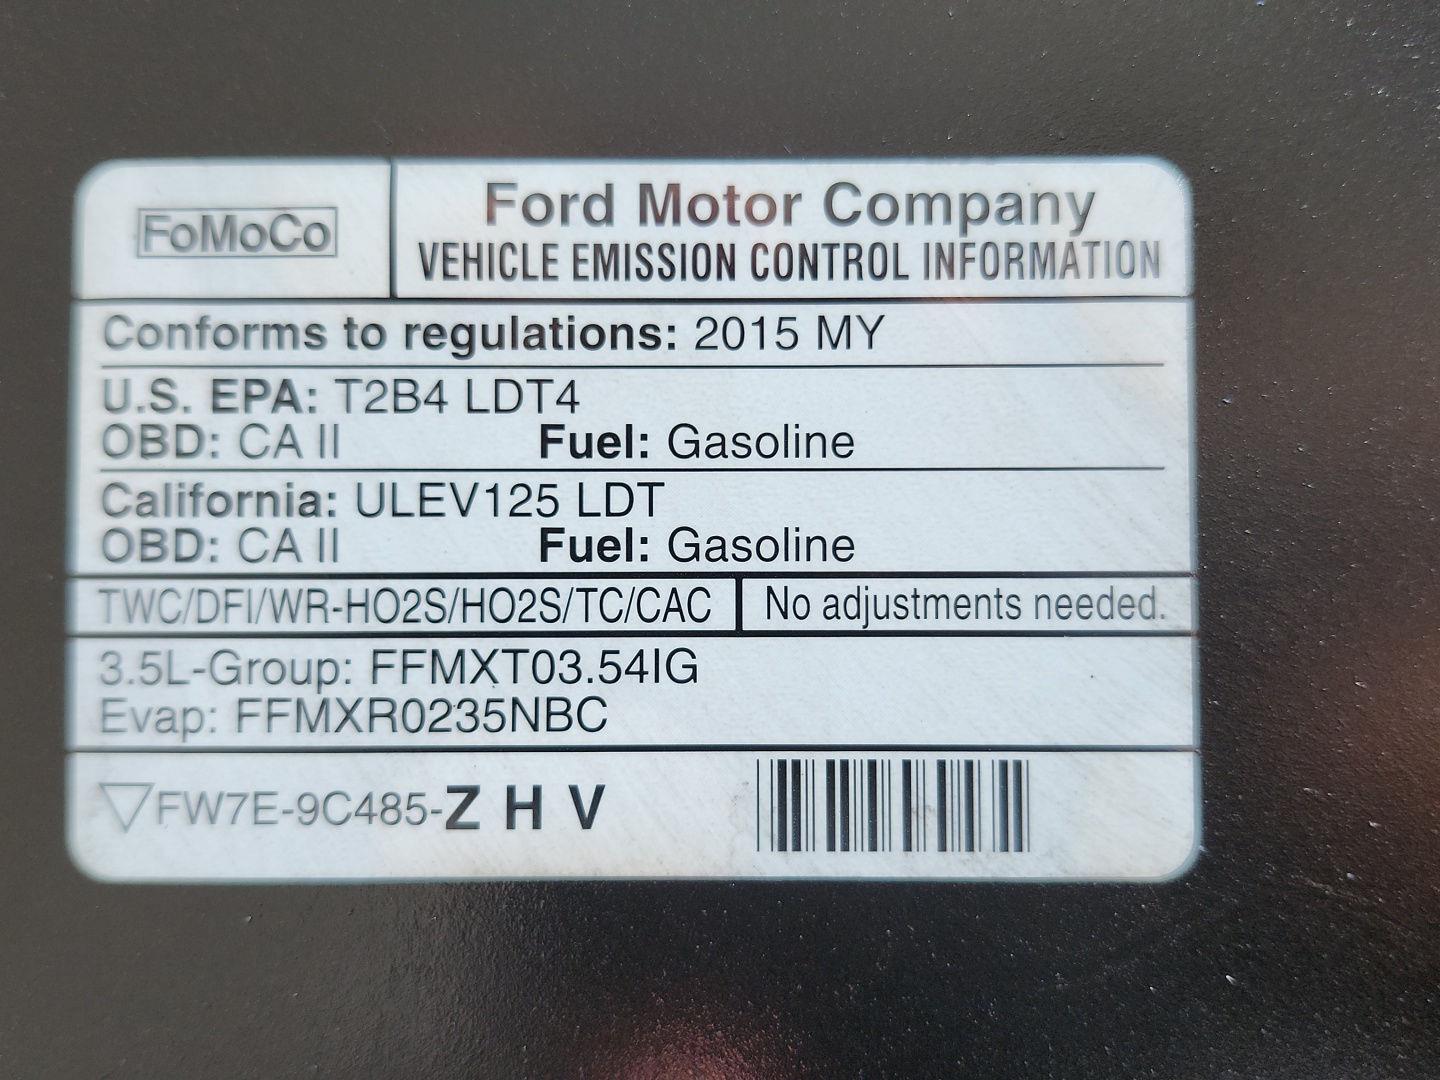 FoMoCo
Ford Motor Company
VEHICLE EMISSION CONTROL INFORMATION
Conforms to regulations: 2015 MY
U.S. EPA: T2B4 LDT4
OBD: CA II Fuel: Gasoline
California: ULEV125 LDT
OBD: CA II Fuel: Gasoline
TWC/DFI/WR-HO2S/HO2S/TC/CAC No adjustments needed.
3.5L-Group: FFMXT03.54IG
Evap: FFMXR0235NBC
▽FW7E-9C485-Z H V